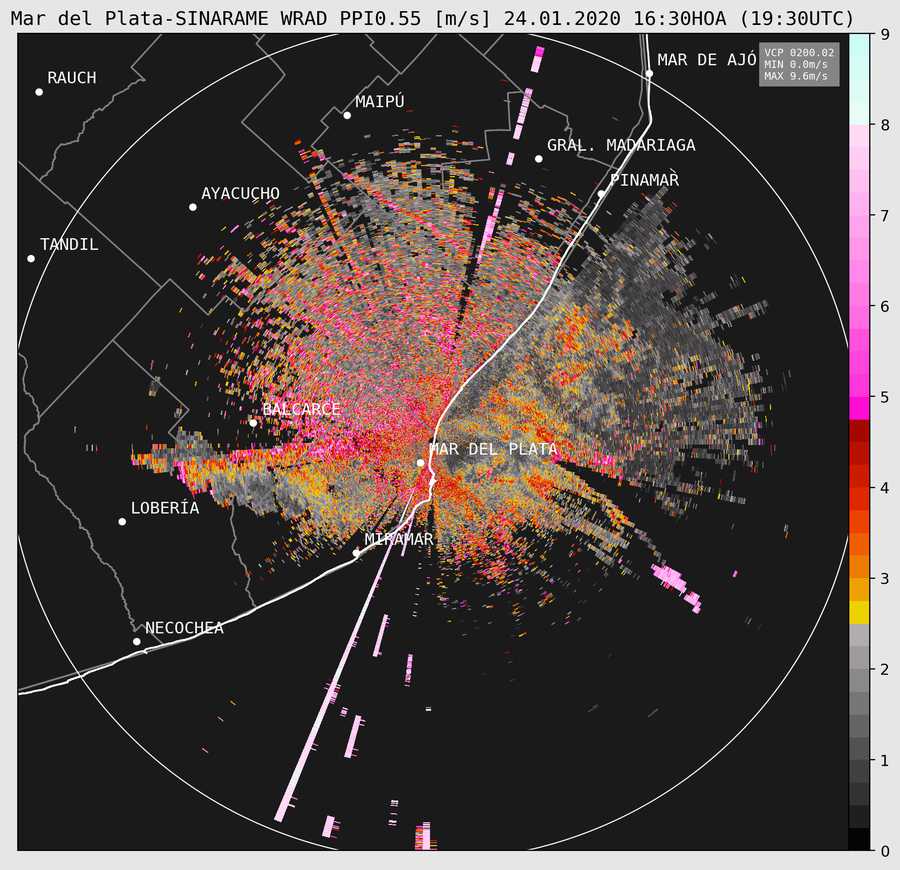 Mar del Plata-SINARAME WRAD PPI0.55 [m/s] 24.01.2020 16:30HOA (19:30UTC)
VCP 0200.02
MIN 0.0m/s
MAX 9.6m/s
MAR DE AJÓ
RAUCH
MAIPÚ
GRAL. MADARIAGA
PINAMAR
AYACUCHO
TANDIL
BALCARCE
MAR DEL PLATA
LOBERÍA
MIRAMAR
NECOCHEA
9
8
7
6
5
4
3
2
1
0